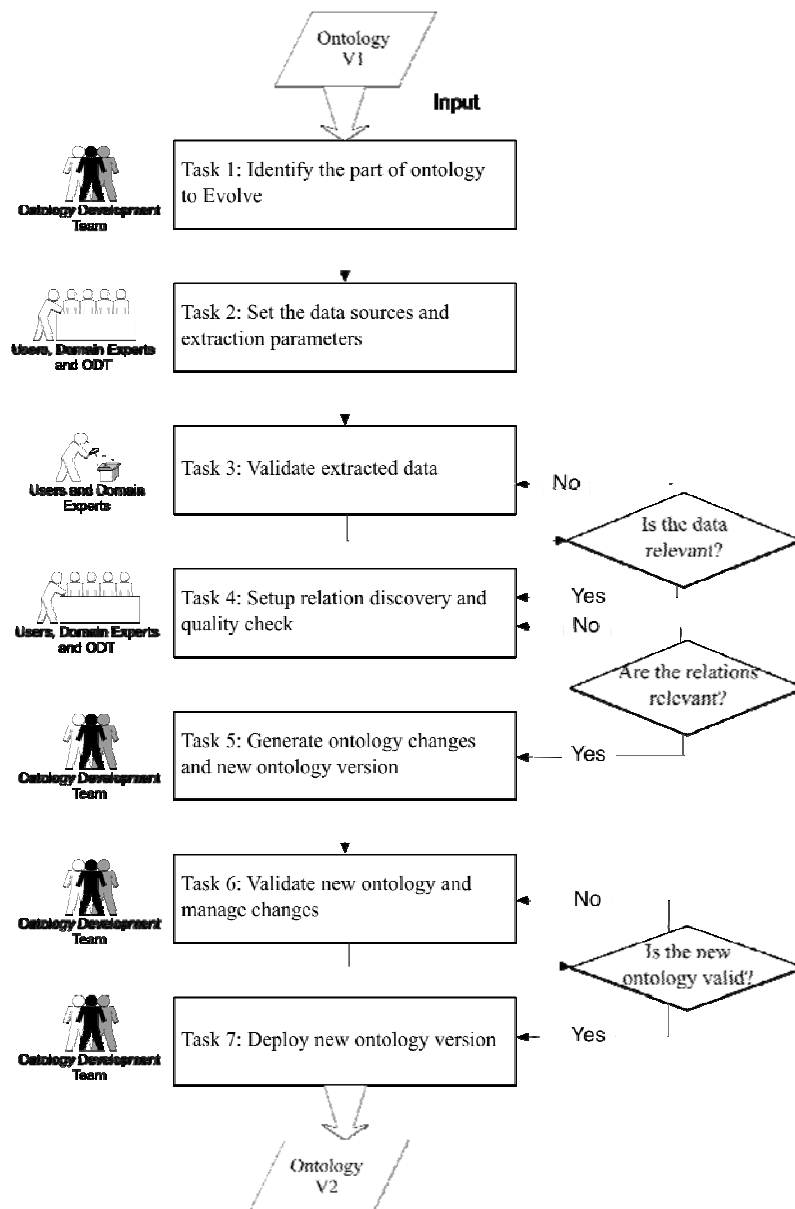 Ontology
V1
Input
Task 1: Identify the part of ontology
to Evolve
Ontology Development
Team
Task 2: Set the data sources and
extraction parameters
Users, Domain Experts
and ODT
Task 3: Validate extracted data
Users and Domain
Experts
No
Is the data
relevant?
Task 4: Setup relation discovery and
quality check
Users, Domain Experts
and ODT
Yes
No
Are the relations
relevant?
Task 5: Generate ontology changes
and new ontology version
Ontology Development
Team
Yes
Task 6: Validate new ontology and
manage changes
Ontology Development
Team
No
Is the new
ontology valid?
Task 7: Deploy new ontology version
Ontology Development
Team
Yes
Ontology
V2